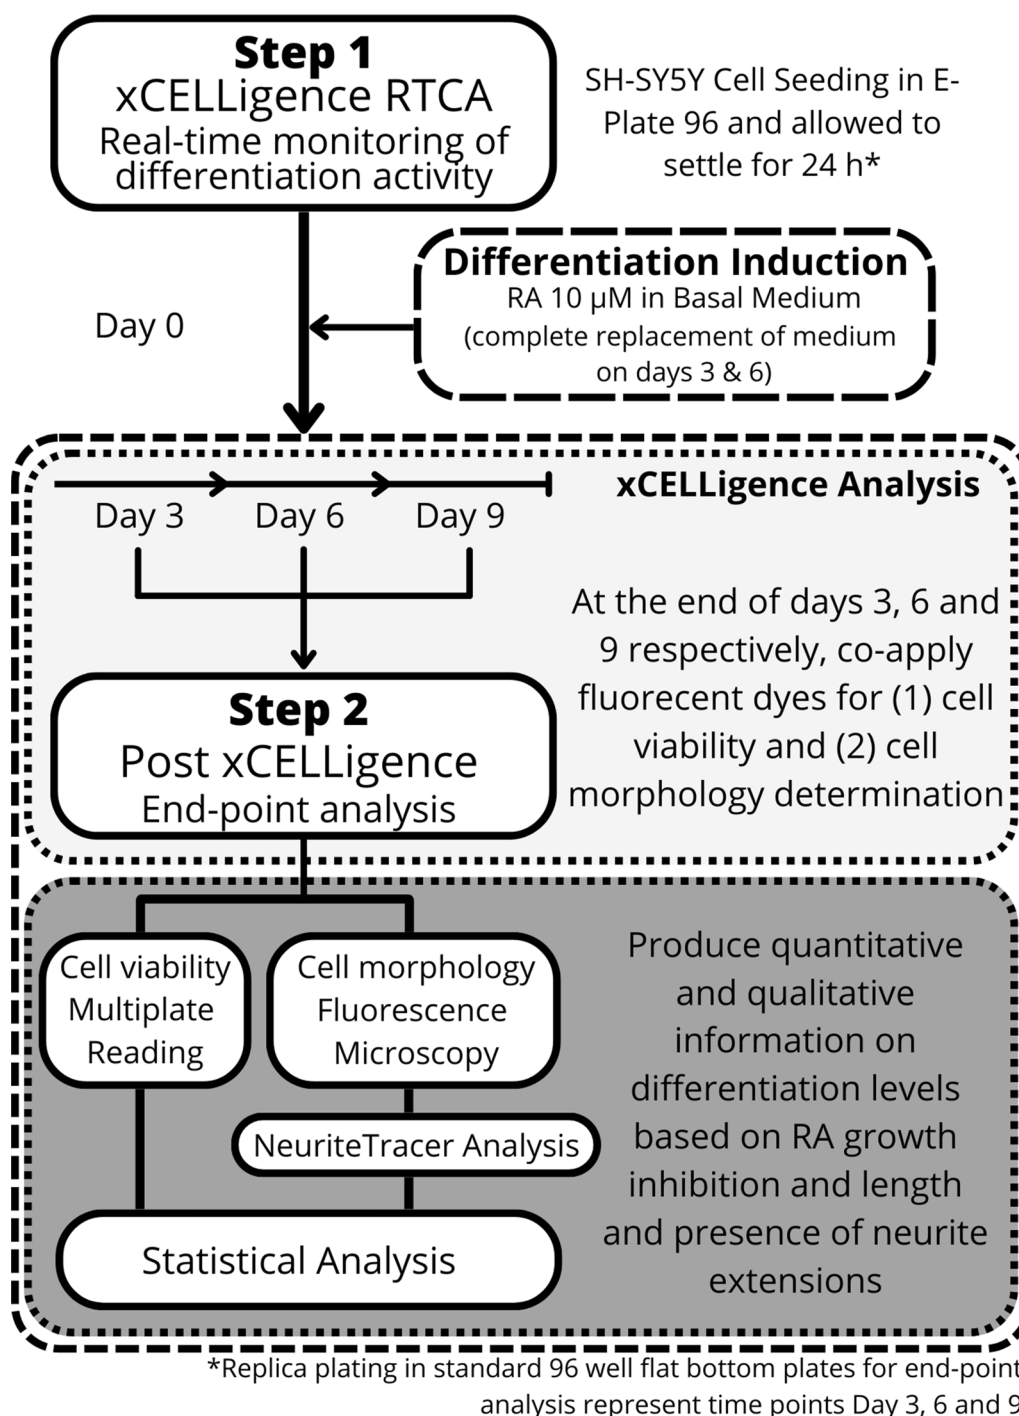 Step 1
xCELLigence RTCA
Real-time monitoring of
differentiation activity
SH-SY5Y Cell Seeding in E-
Plate 96 and allowed to
settle for 24 h*
Differentiation Induction
RA 10 µM in Basal Medium
(complete replacement of medium
on days 3 & 6)
Day 0
xCELLigence Analysis
Day 3
Day 6
Day 9
At the end of days 3, 6 and
9 respectively, co-apply
fluorecent dyes for (1) cell
viability and (2) cell
morphology determination
Step 2
Post xCELLigence
End-point analysis
Cell viability
Multiplate
Reading
Cell morphology
Fluorescence
Microscopy
NeuriteTracer Analysis
Statistical Analysis
Produce quantitative
and qualitative
information on
differentiation levels
based on RA growth
inhibition and length
and presence of neurite
extensions
*Replica plating in standard 96 well flat bottom plates for end-point
analysis represent time points Day 3, 6 and 9